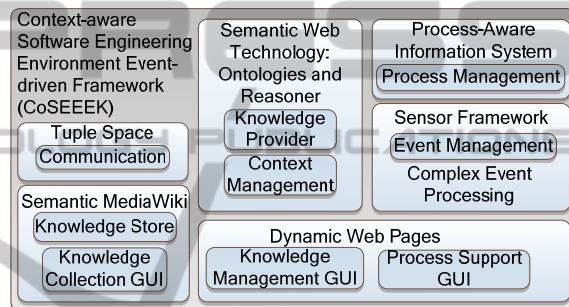 Context-aware
Software Engineering
Environment Event-
driven Framework
(CoSEEEK)
Tuple Space
Communication
Semantic MediaWiki
Knowledge Store
Knowledge
Collection GUI
Semantic Web
Technology:
Ontologies and
Reasoner
Knowledge
Provider
Context
Management
Process-Aware
Information System
Process Management
Sensor Framework
Event Management
Complex Event
Processing
Dynamic Web Pages
Knowledge
Management GUI
Process Support
GUI